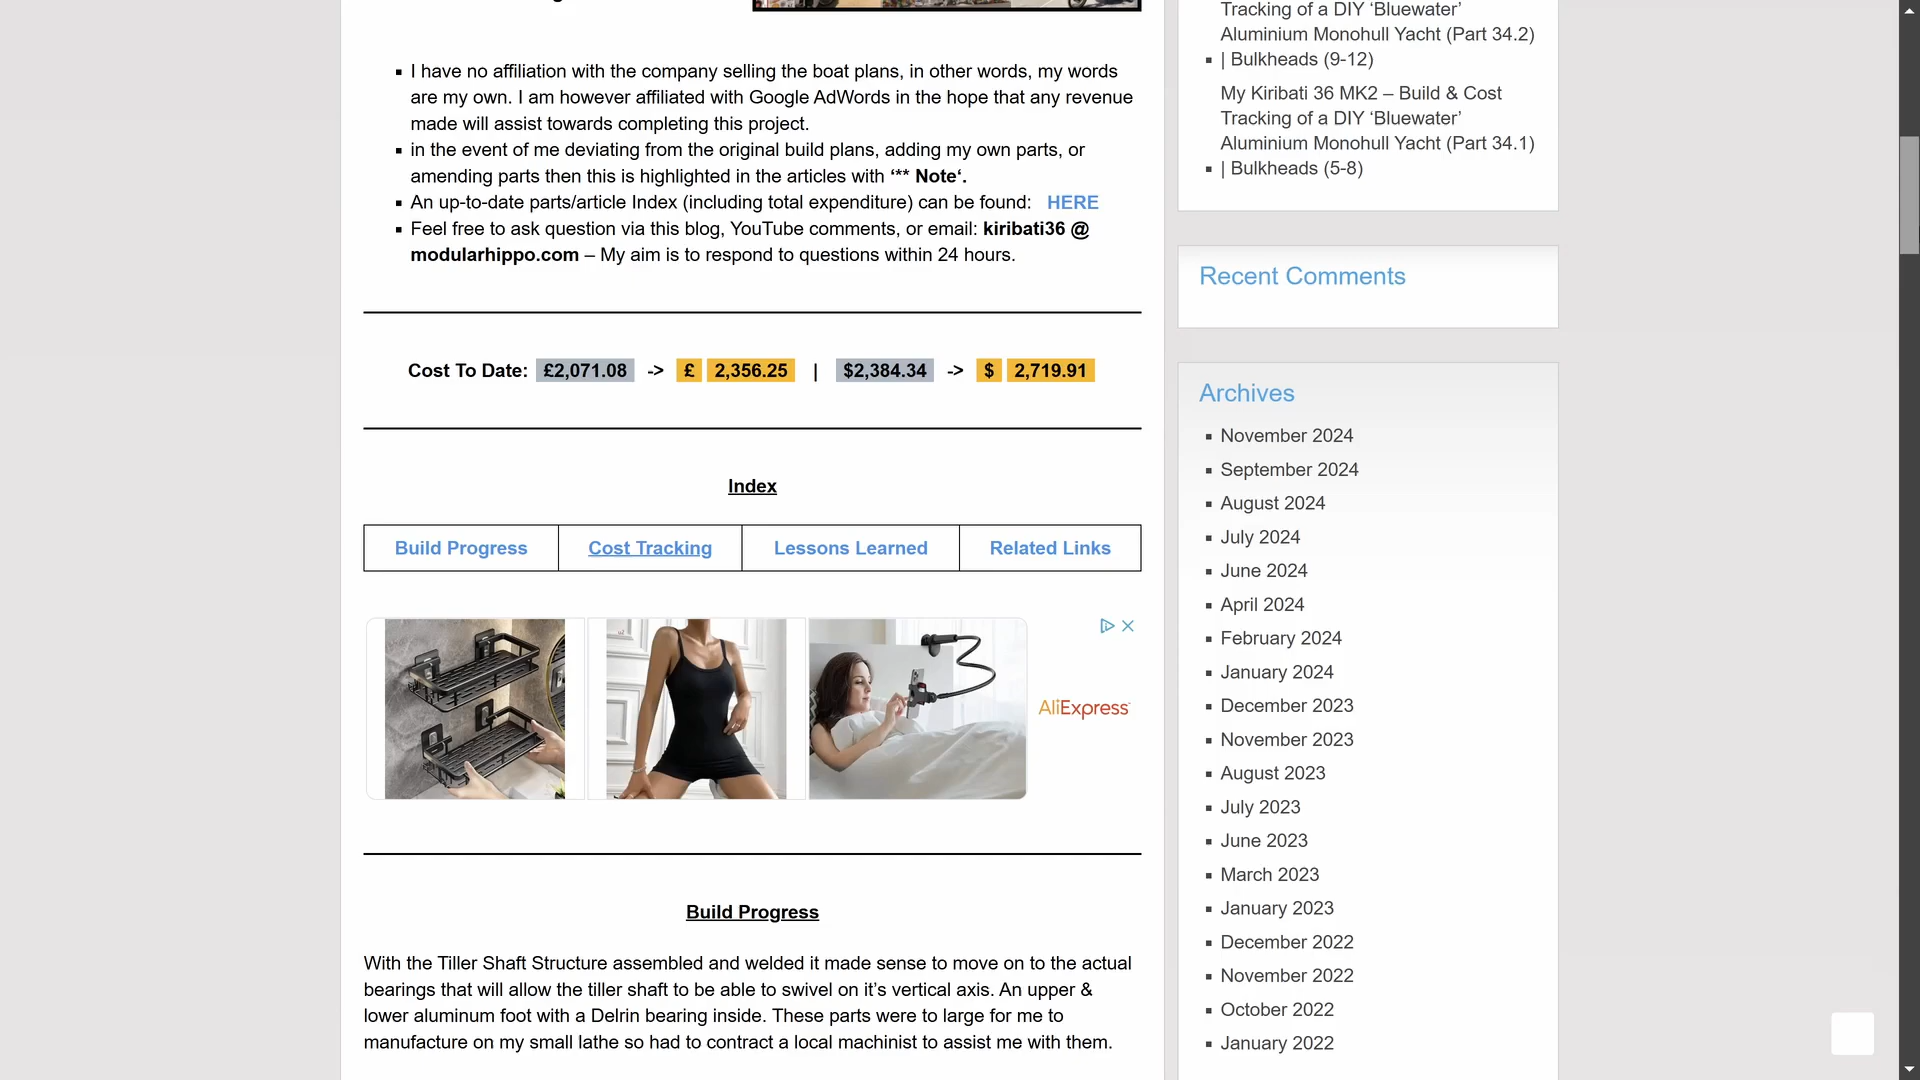 Tracking of a DIY ‘Bluewater’
Aluminium Monohull Yacht (Part 34.2)
| Bulkheads (9-12)
My Kiribati 36 MK2 – Build & Cost
Tracking of a DIY ‘Bluewater’
Aluminium Monohull Yacht (Part 34.1)
| Bulkheads (5-8)
I have no affiliation with the company selling the boat plans, in other words, my words
are my own. I am however affiliated with Google AdWords in the hope that any revenue
made will assist towards completing this project.
in the event of me deviating from the original build plans, adding my own parts, or
amending parts then this is highlighted in the articles with ‘** Note‘.
An up-to-date parts/article Index (including total expenditure) can be found: HERE
Feel free to ask question via this blog, YouTube comments, or email: kiribati36 @
modularhippo.com – My aim is to respond to questions within 24 hours.
Cost To Date: £2,071.08 -> £ 2,356.25 | $2,384.34 -> $ 2,719.91
Index
Build Progress Cost Tracking Lessons Learned Related Links
AliExpress
Build Progress
With the Tiller Shaft Structure assembled and welded it made sense to move on to the actual
bearings that will allow the tiller shaft to be able to swivel on it’s vertical axis. An upper &
lower aluminum foot with a Delrin bearing inside. These parts were to large for me to
manufacture on my small lathe so had to contract a local machinist to assist me with them.
Recent Comments
Archives
November 2024
September 2024
August 2024
July 2024
June 2024
April 2024
February 2024
January 2024
December 2023
November 2023
August 2023
July 2023
June 2023
March 2023
January 2023
December 2022
November 2022
October 2022
January 2022